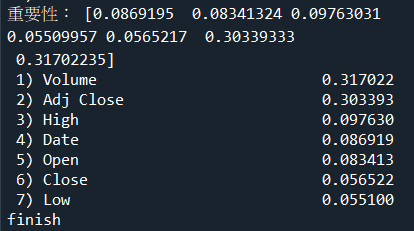 重要性： [0.0869195  0.08341324 0.09763031
0.05509957 0.0565217  0.30339333
 0.31702235]
 1) Volume                         0.317022
 2) Adj Close                      0.303393
 3) High                           0.097630
 4) Date                           0.086919
 5) Open                           0.083413
 6) Close                          0.056522
 7) Low                            0.055100
finish